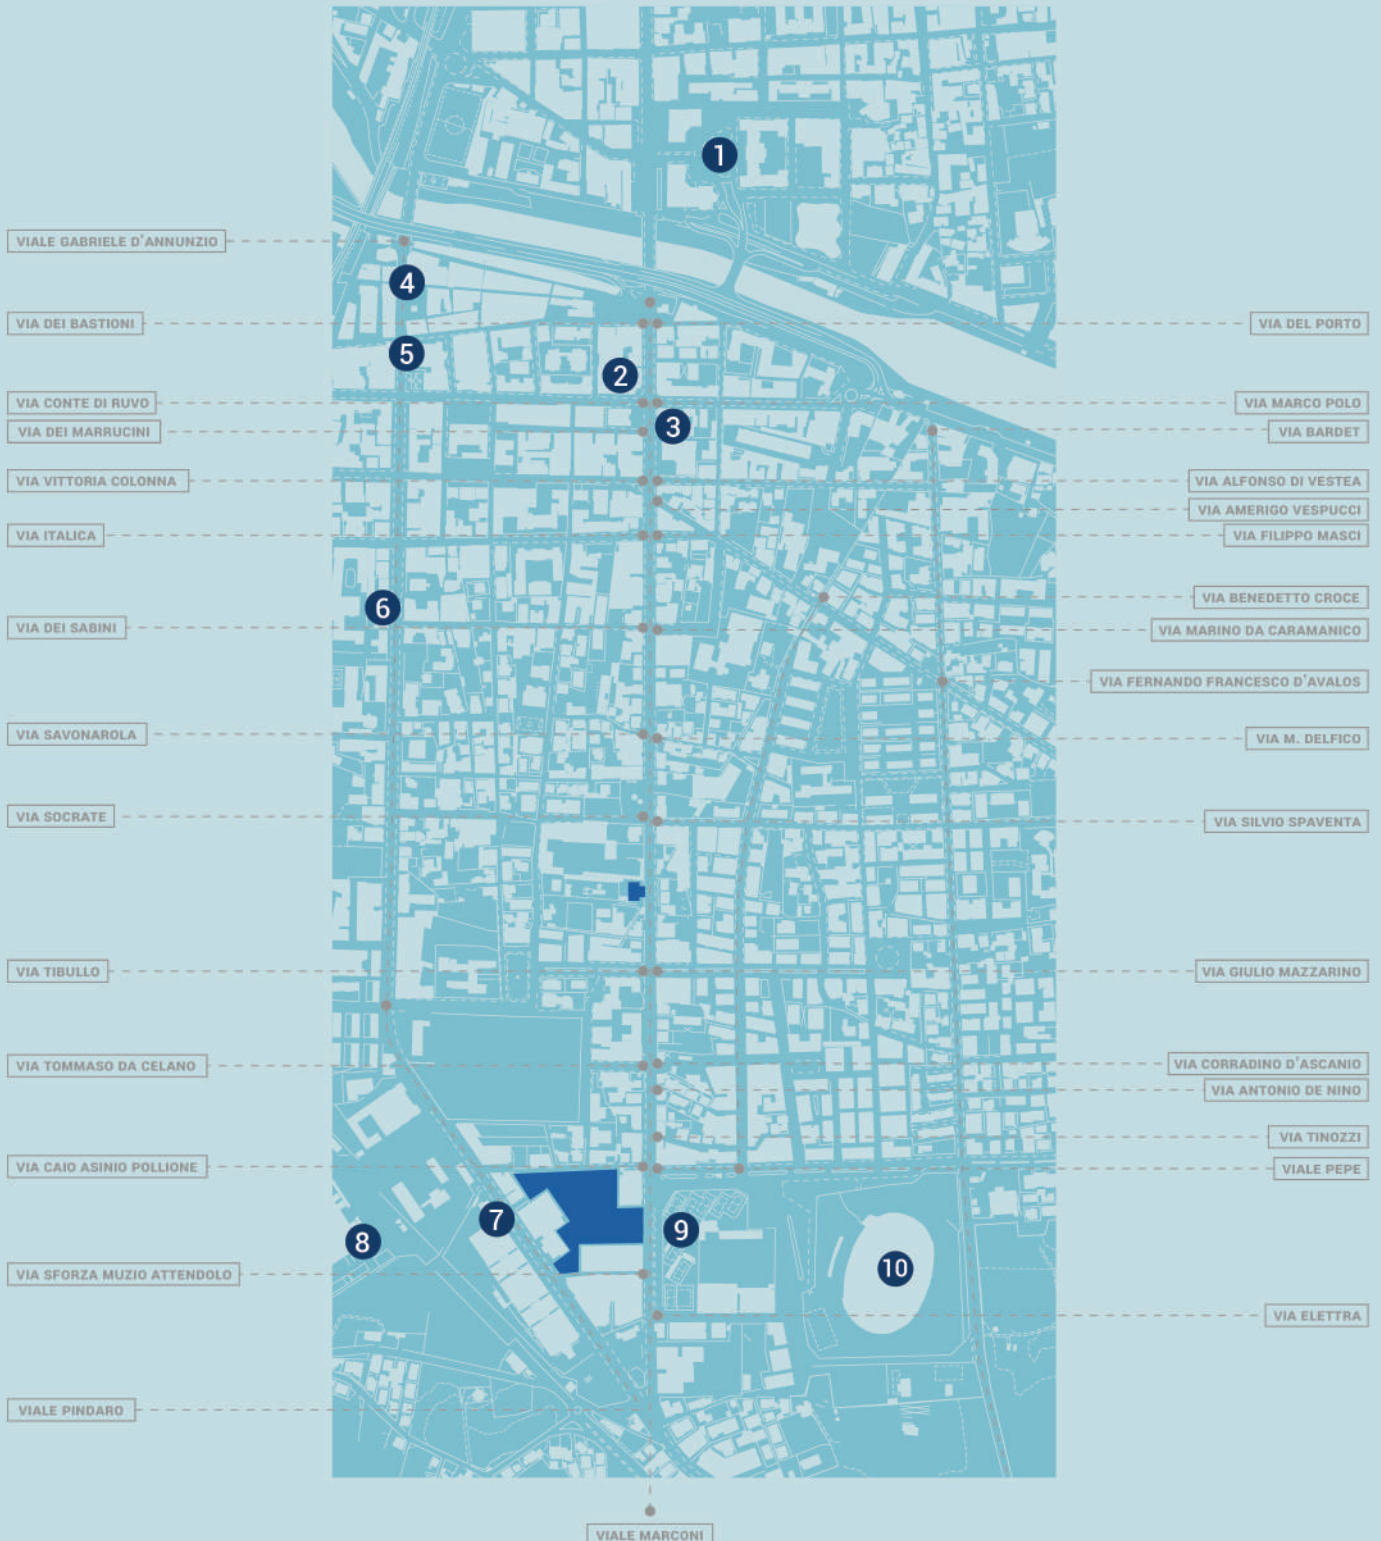 1
VIALE GABRIELE D'ANNUNZIO
4
VIA DEI BASTIONI
VIA DEL PORTO
5
2
VIA CONTE DI RUVO
VIA MARCO POLO
3
VIA DEI MARRUCINI
VIA BARDET
VIA VITTORIA COLONNA
VIA ALFONSO DI VESTEA
VIA AMERIGO VESPUCCI
VIA ITALICA
VIA FILIPPO MASCI
VIA BENEDETTO CROCE
6
VIA DEI SABINI
VIA MARINO DA CARAMANICO
VIA FERNANDO FRANCESCO D'AVALOS
VIA SAVONAROLA
VIA M. DELFICO
VIA SOCRATE
VIA SILVIO SPAVENTA
VIA TIBULLO
VIA GIULIO MAZZARINO
VIA TOMMASO DA CELANO
VIA CORRADINO D'ASCANIO
VIA ANTONIO DE NINO
VIA TINOZZI
VIA CAIO ASINIO POLLIONE
VIALE PEPE
7
9
8
10
VIA SFORZA MUZIO ATTENDOLO
VIA ELETTRA
VIALE PINDARO
VIALE MARCONI